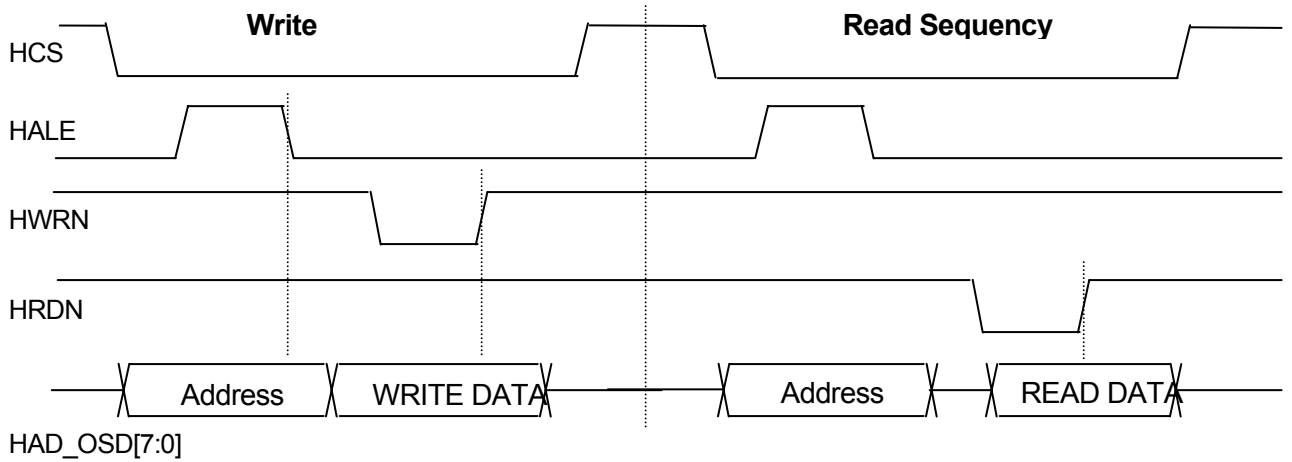 Write
Read Sequency
HCS
HALE
HWRN
HRDN
Address
WRITE DATA
Address
READ DATA
HAD_OSD[7:0]